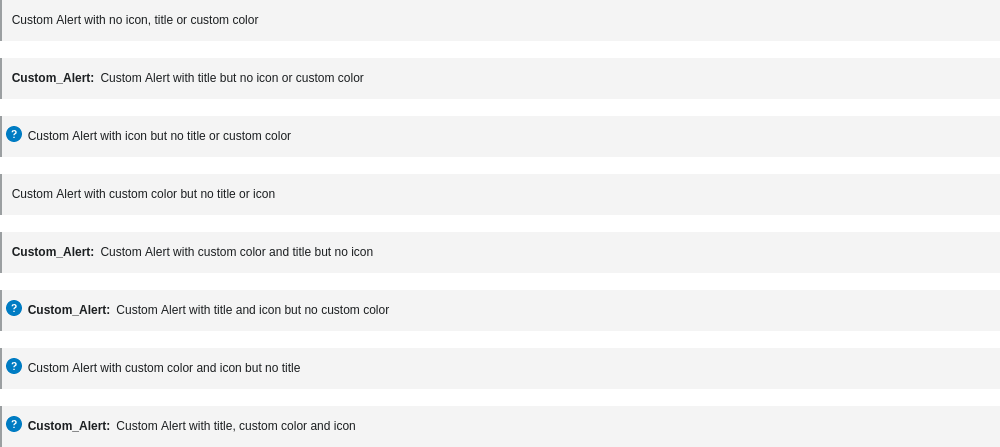 Custom Alert with no icon, title or custom color
Custom_Alert: Custom Alert with title but no icon or custom color
? Custom Alert with icon but no title or custom color
Custom Alert with custom color but no title or icon
Custom_Alert: Custom Alert with custom color and title but no icon
? Custom_Alert: Custom Alert with title and icon but no custom color
? Custom Alert with custom color and icon but no title
? Custom_Alert: Custom Alert with title, custom color and icon